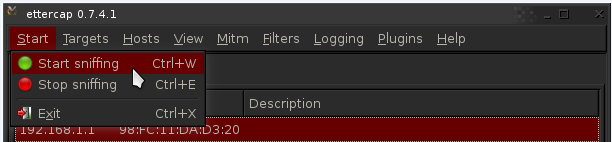 ettercap 0.7.4.1
Start Targets Hosts View Mitm Filters Logging Plugins Help
Start sniffing Ctrl+W
Stop sniffing Ctrl+E
Exit Ctrl+X
Description
192.168.1.1 98:FC:11:DA:D3:20